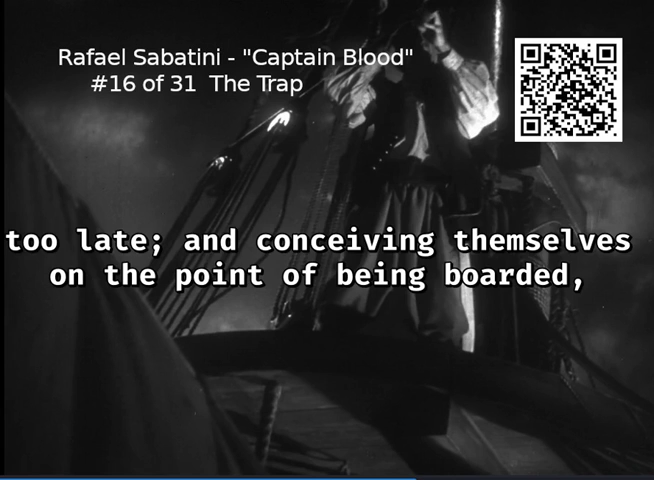 Rafael Sabatini - "Captain Blood"
#16 of 31  The Trap
too late; and conceiving themselves
on the point of being boarded,